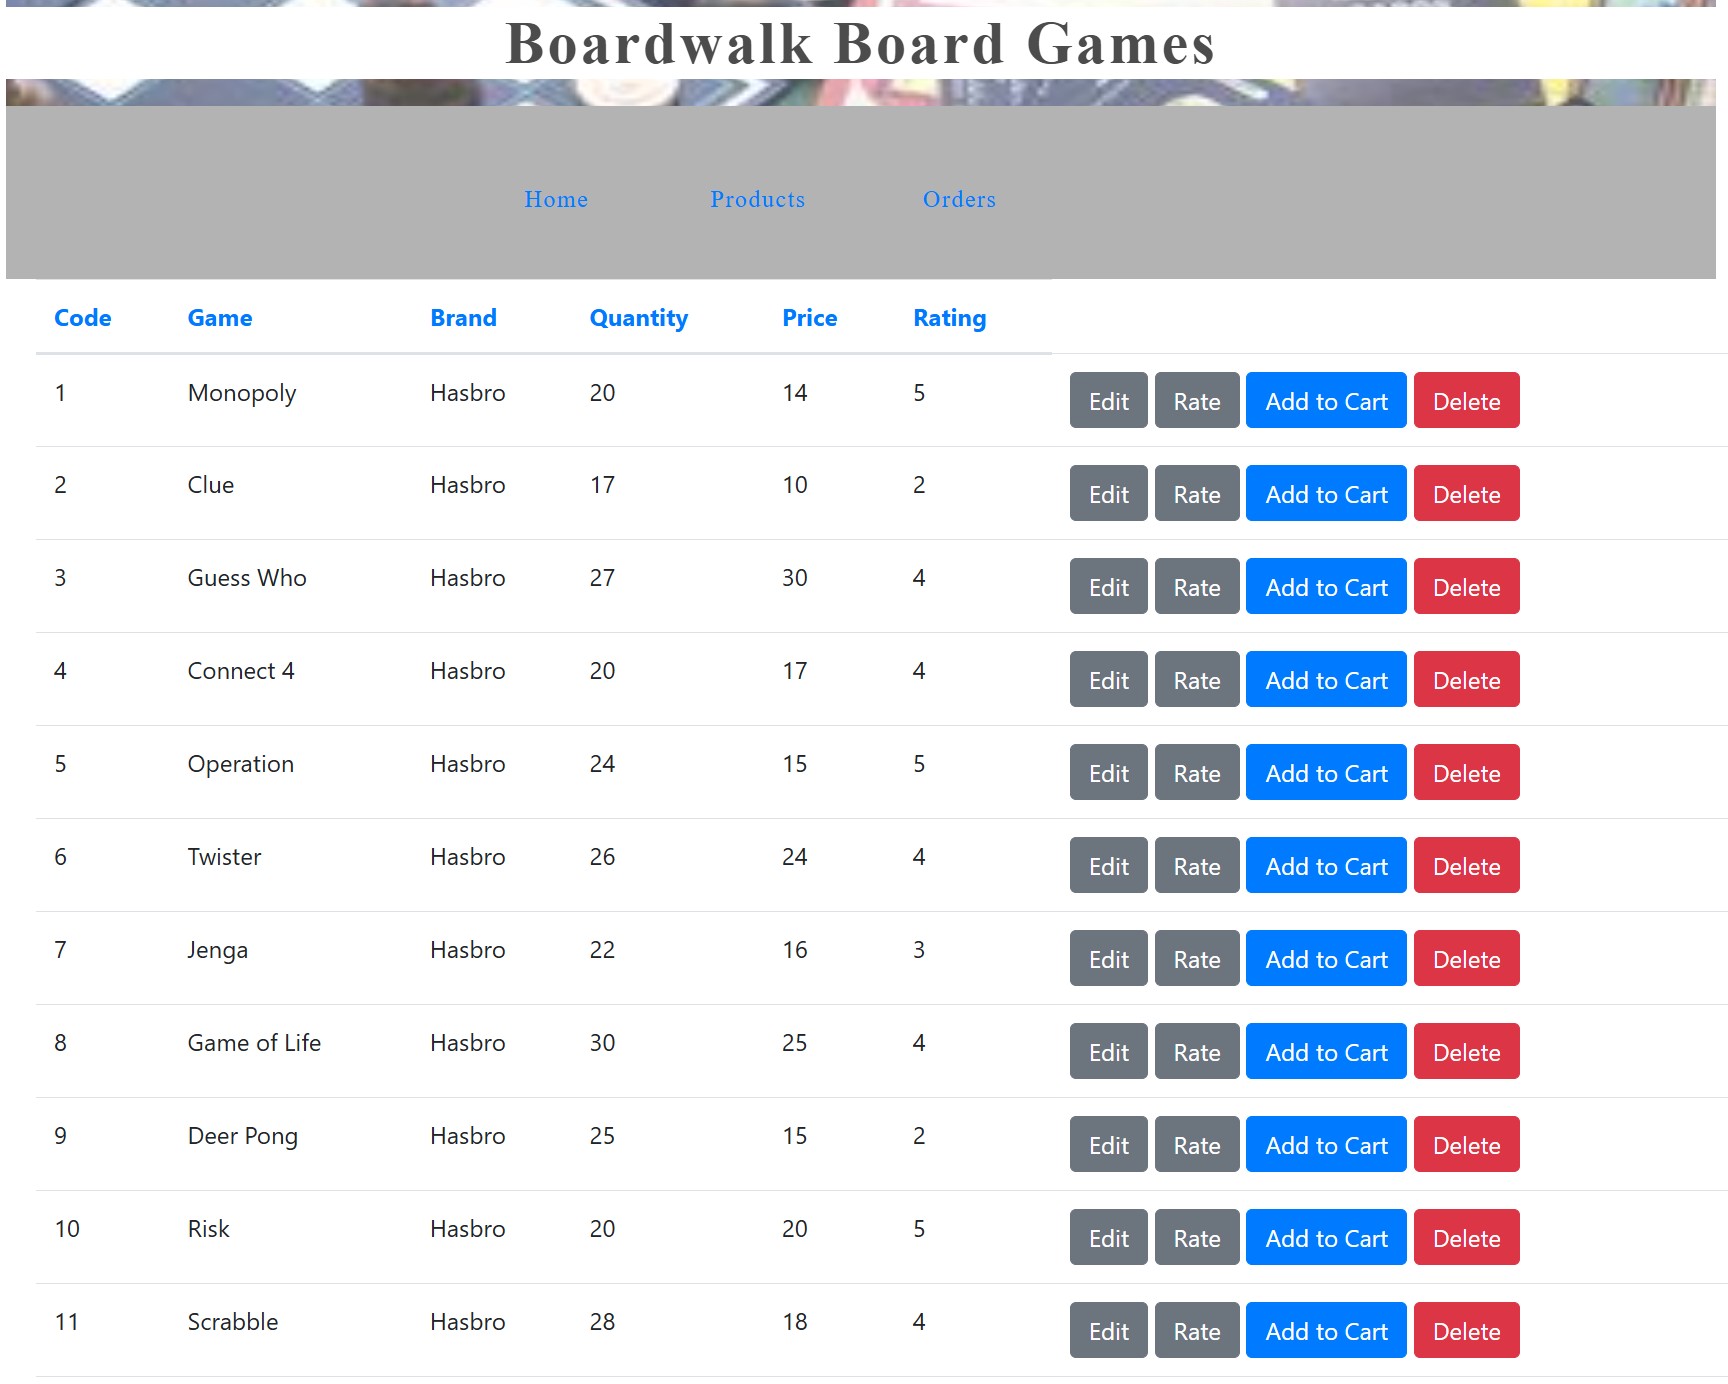 Boardwalk Board Games
Home Products Orders
Code Game Brand Quantity Price Rating
1 Monopoly Hasbro 20 14 5 Edit Rate Add to Cart Delete
2 Clue Hasbro 17 10 2 Edit Rate Add to Cart Delete
3 Guess Who Hasbro 27 30 4 Edit Rate Add to Cart Delete
4 Connect 4 Hasbro 20 17 4 Edit Rate Add to Cart Delete
5 Operation Hasbro 24 15 5 Edit Rate Add to Cart Delete
6 Twister Hasbro 26 24 4 Edit Rate Add to Cart Delete
7 Jenga Hasbro 22 16 3 Edit Rate Add to Cart Delete
8 Game of Life Hasbro 30 25 4 Edit Rate Add to Cart Delete
9 Deer Pong Hasbro 25 15 2 Edit Rate Add to Cart Delete
10 Risk Hasbro 20 20 5 Edit Rate Add to Cart Delete
11 Scrabble Hasbro 28 18 4 Edit Rate Add to Cart Delete